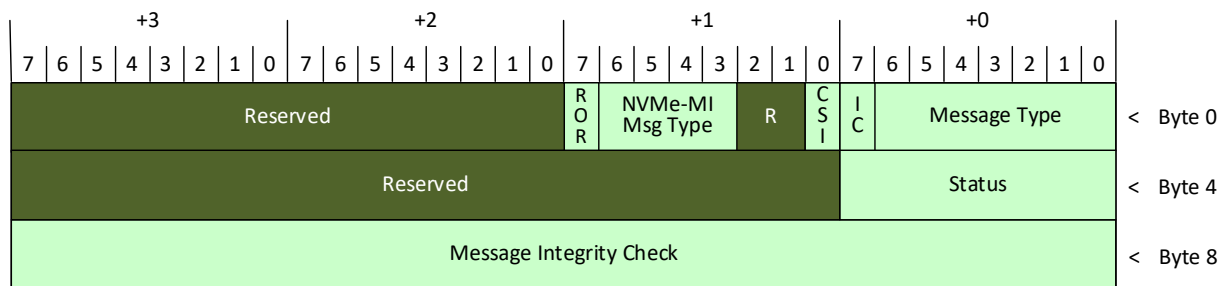 +3 +2 +1 +0
7 6 5 4 3 2 1 0 7 6 5 4 3 2 1 0 7 6 5 4 3 2 1 0 7 6 5 4 3 2 1 0
Reserved
R
O
R
NVMe-MI
Msg Type
R
C
S
I
I
C
Message Type
< Byte 0
Reserved
Status
< Byte 4
Message Integrity Check
< Byte 8